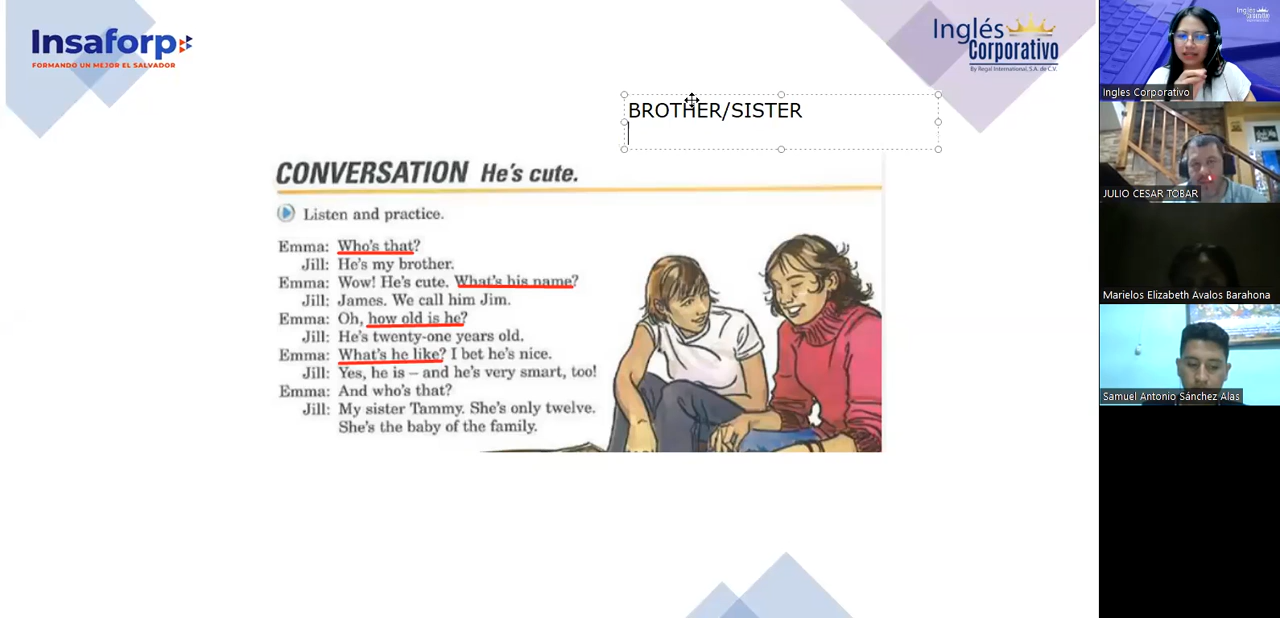 Insaforp
FORMANDO UN MEJOR EL SALVADOR
Inglés
Corporativo
By Regal International, S.A. de C.V.
BROTHER/SISTER
CONVERSATION He's cute.
Listen and practice.
Emma: Who's that?
Jill: He's my brother.
Emma: Wow! He's cute. What's his name?
Jill: James. We call him Jim.
Emma: Oh, how old is he?
Jill: He's twenty-one years old.
Emma: What's he like? I bet he's nice.
Jill: Yes, he is – and he's very smart, too!
Emma: And who's that?
Jill: My sister Tammy. She's only twelve.
She's the baby of the family.
Ingles Corporativo
JULIO CESAR TOBAR
Marielos Elizabeth Avalos Barahona
Samuel Antonio Sánchez Alas